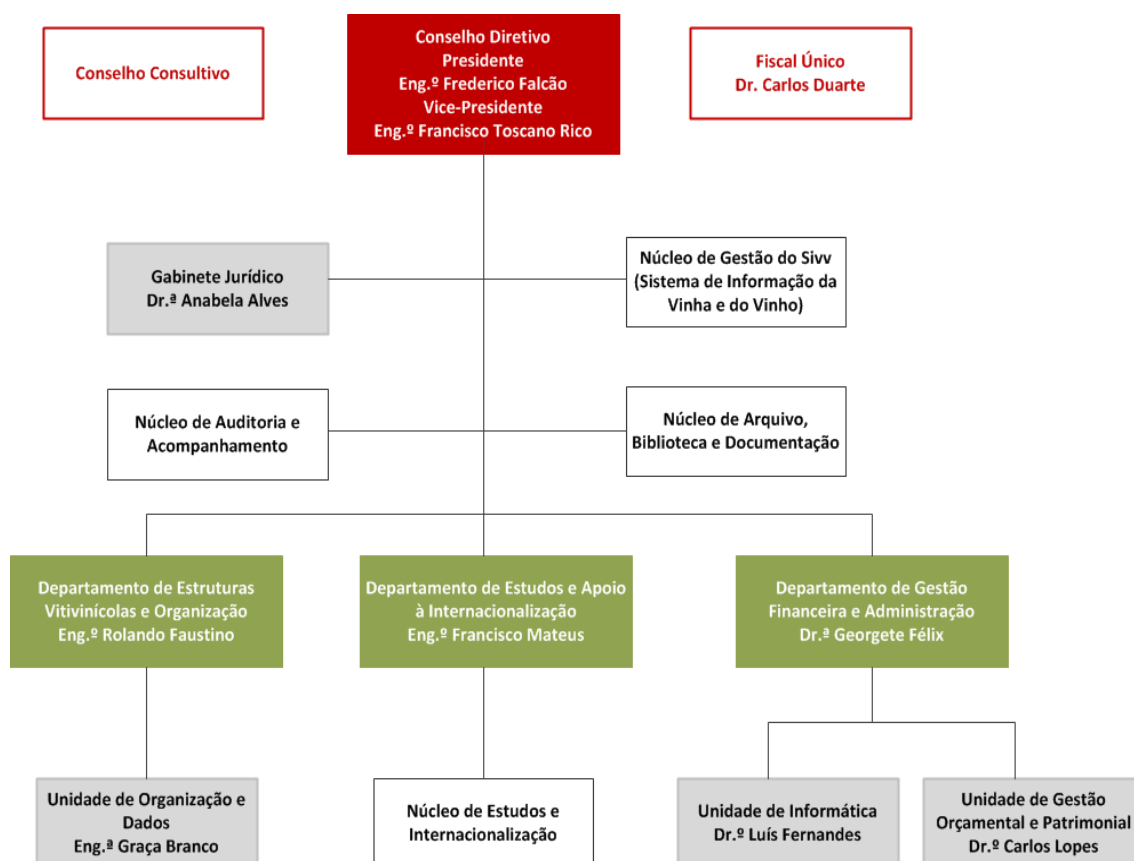 Conselho Consultivo
Conselho Diretivo
Presidente
Eng.º Frederico Falcão
Vice-Presidente
Eng.º Francisco Toscano Rico
Fiscal Único
Dr. Carlos Duarte
Gabinete Jurídico
Dr.ª Anabela Alves
Núcleo de Gestão do Sivv
(Sistema de Informação da
Vinha e do Vinho)
Núcleo de Auditoria e
Acompanhamento
Núcleo de Arquivo,
Biblioteca e Documentação
Departamento de Estruturas
Vitivinícolas e Organização
Eng.º Rolando Faustino
Departamento de Estudos e Apoio
à Internacionalização
Eng.º Francisco Mateus
Departamento de Gestão
Financeira e Administração
Dr.ª Georgete Félix
Unidade de Organização e
Dados
Eng.ª Graça Branco
Núcleo de Estudos e
Internacionalização
Unidade de Informática
Dr.º Luís Fernandes
Unidade de Gestão
Orçamental e Patrimonial
Dr.º Carlos Lopes